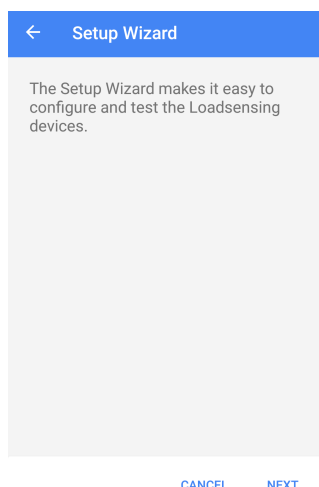 Setup Wizard
The Setup Wizard makes it easy to
configure and test the Loadsensing
devices.
CANCEL NEXT